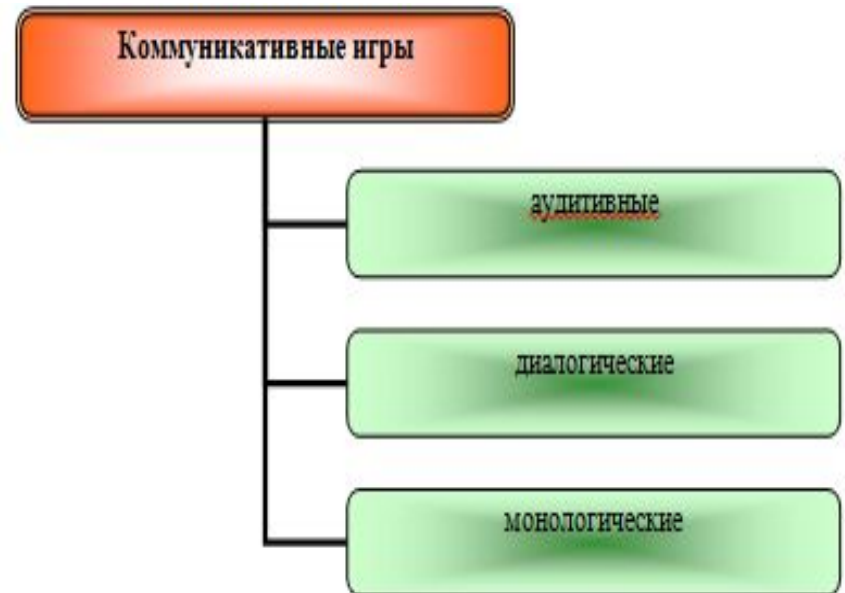 Коммуникативные игры
аудитивные
диалогические
монологические